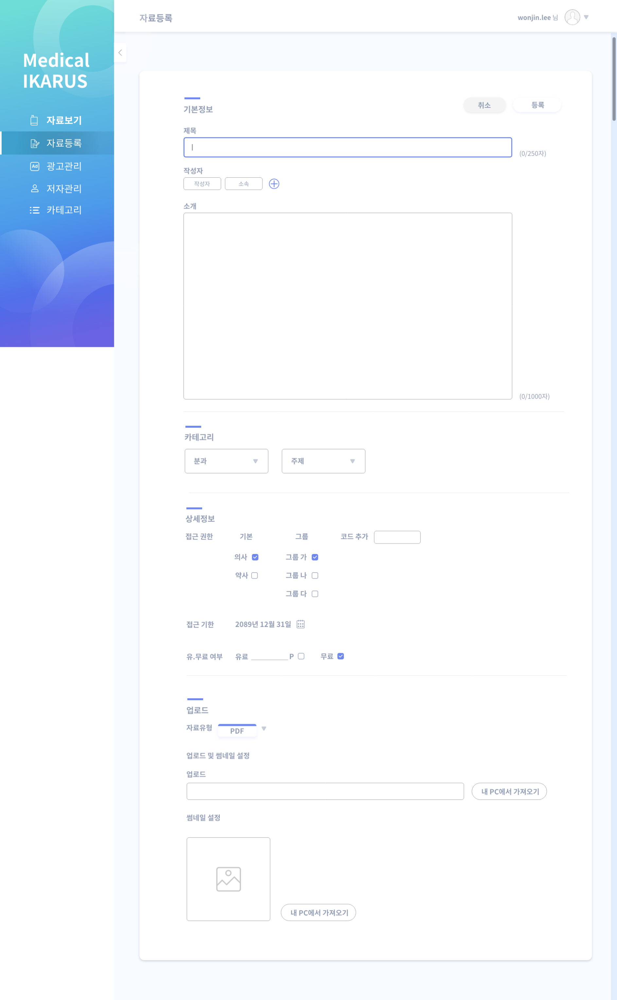 자료등록
wonjin.lee 님
Medical
IKARUS
자료보기
자료등록
Ad 광고관리
저자관리
카테고리
기본정보
취소
등록
제목
(0/250자)
작성자
작성자
소속
소개
(0/1000자)
카테고리
분과
주제
상세정보
접근 권한 기본 그룹 코드 추가
의사 그룹 가
약사 그룹 나
그룹 다
접근 기한 2089년 12월 31일
유.무료 여부 유료 __________ P 무료
업로드
자료유형 PDF
업로드 및 썸네일 설정
업로드
내 PC에서 가져오기
썸네일 설정
내 PC에서 가져오기